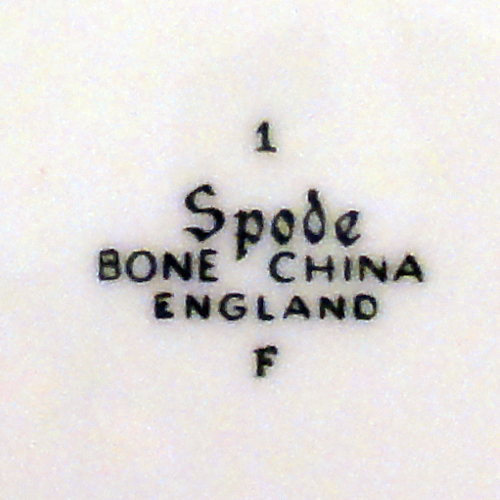 1
Spode
BONE CHINA
ENGLAND
F